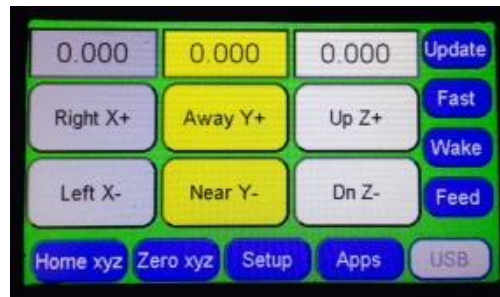 0.000 0.000 0.000 Update
Fast
Right X+ Away Y+ Up Z+
Wake
Left X- Near Y- Dn Z- Feed
Home xyz Zero xyz Setup Apps USB